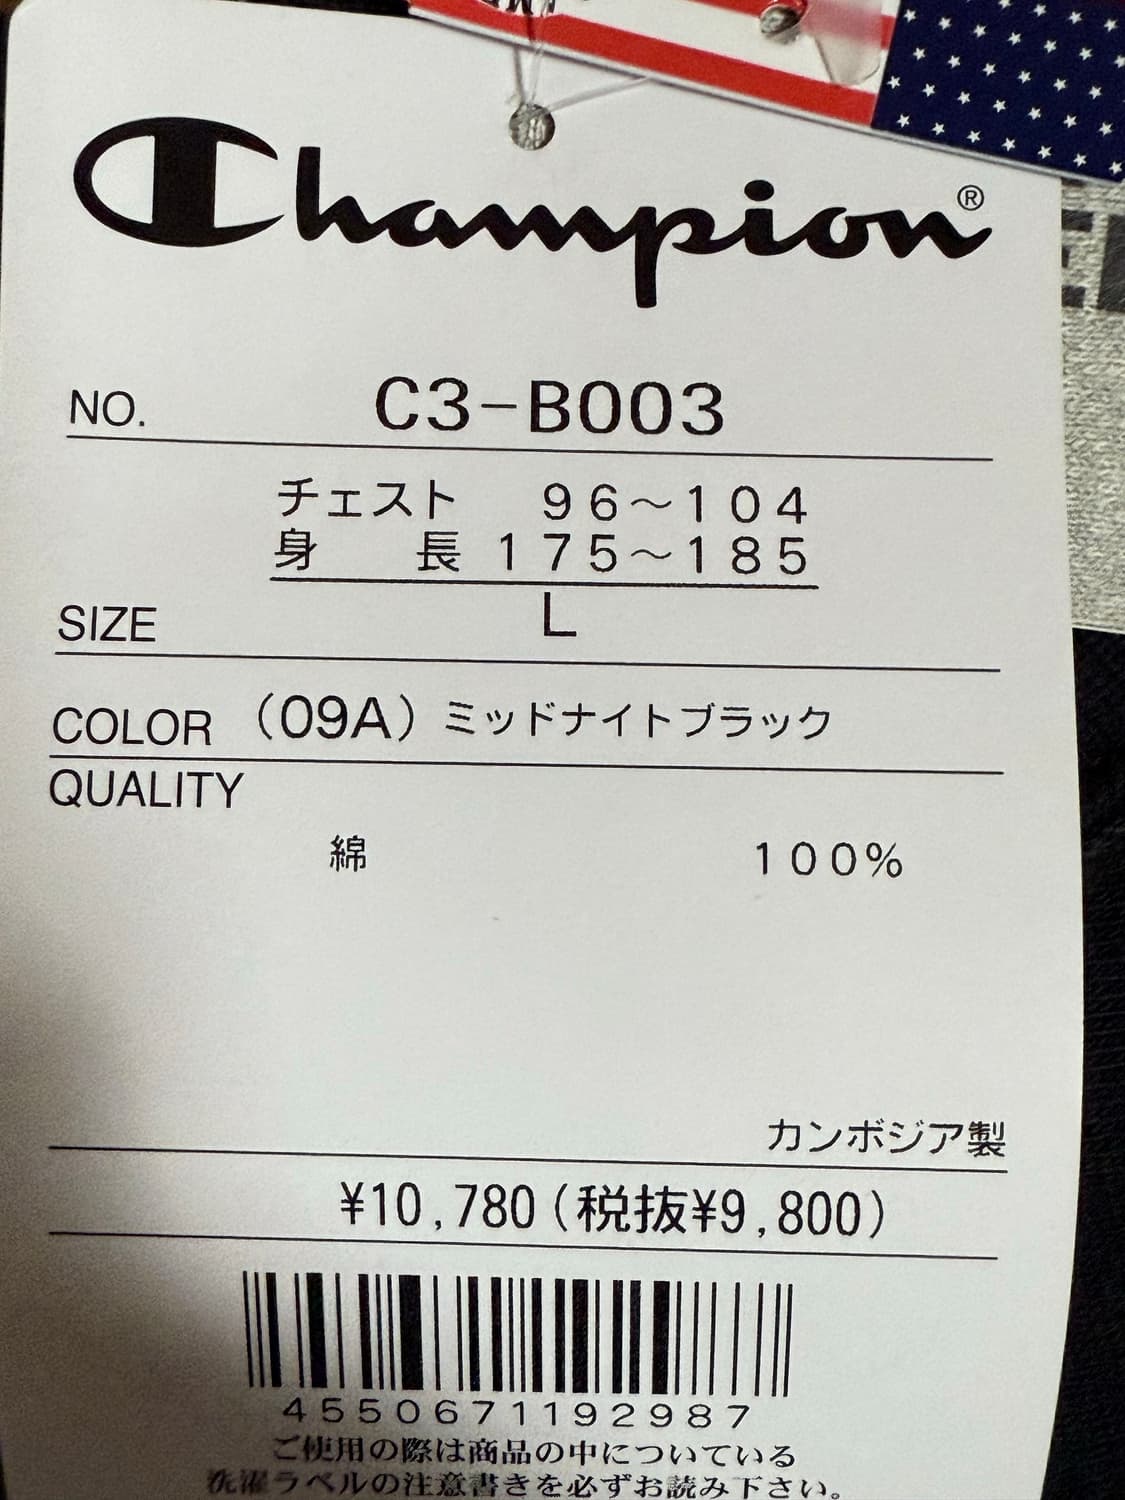 Champion®
NO. C3-B003
チェスト 96～104
身長 175～185
SIZE L
COLOR (09A) ミッドナイトブラック
QUALITY
綿 100%
カンボジア製
¥10,780(税抜¥9,800)
4550671192987
ご使用の際は商品の中についている
洗濯ラベルの注意書きを必ずお読み下さい。